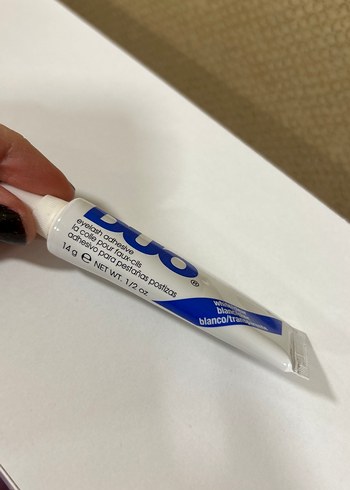 DUO®
eyelash adhesive
la colle pour faux-cils
adhesivo para pestañas postizas
14 g ℮ NET WT. 1/2 oz
blanco/